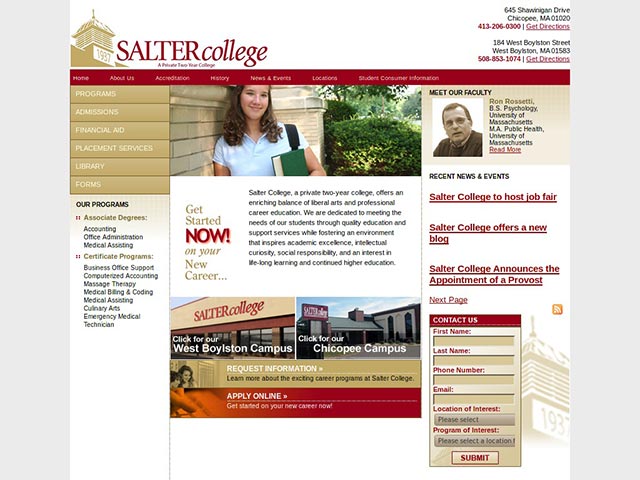 1937
SALTERcollege
A Private Two-Year College
645 Shawinigan Drive
Chicopee, MA 01020
413-206-0300 | Get Directions
184 West Boylston Street
West Boylston, MA 01583
508-853-1074 | Get Directions
Home About Us Accreditation History News & Events Locations Student Consumer Information
PROGRAMS
ADMISSIONS
FINANCIAL AID
PLACEMENT SERVICES
LIBRARY
FORMS
OUR PROGRAMS
Associate Degrees:
Accounting
Office Administration
Medical Assisting
Certificate Programs:
Business Office Support
Computerized Accounting
Massage Therapy
Medical Billing & Coding
Medical Assisting
Culinary Arts
Emergency Medical
Technician
Get
Started
NOW!
on your
New
Career...
Salter College, a private two-year college, offers an
enriching balance of liberal arts and professional
career education. We are dedicated to meeting the
needs of our students through quality education and
support services while fostering an environment
that inspires academic excellence, intellectual
curiosity, social responsibility, and an interest in
life-long learning and continued higher education.
SALTERcollege
Click for our
West Boylston Campus
SALTERcollege
Click for our
Chicopee Campus
REQUEST INFORMATION »
Learn more about the exciting career programs at Salter College.
APPLY ONLINE »
Get started on your new career now!
MEET OUR FACULTY
Ron Rossetti,
B.S. Psychology,
University of
Massachusetts
M.A. Public Health,
University of
Massachusetts
Read More
RECENT NEWS & EVENTS
Salter College to host job fair
Salter College offers a new
blog
Salter College Announces the
Appointment of a Provost
Next Page
CONTACT US
First Name:
Last Name:
Phone Number:
Email:
Location of Interest:
Please select
Program of Interest:
Please select a location f
SUBMIT
1937